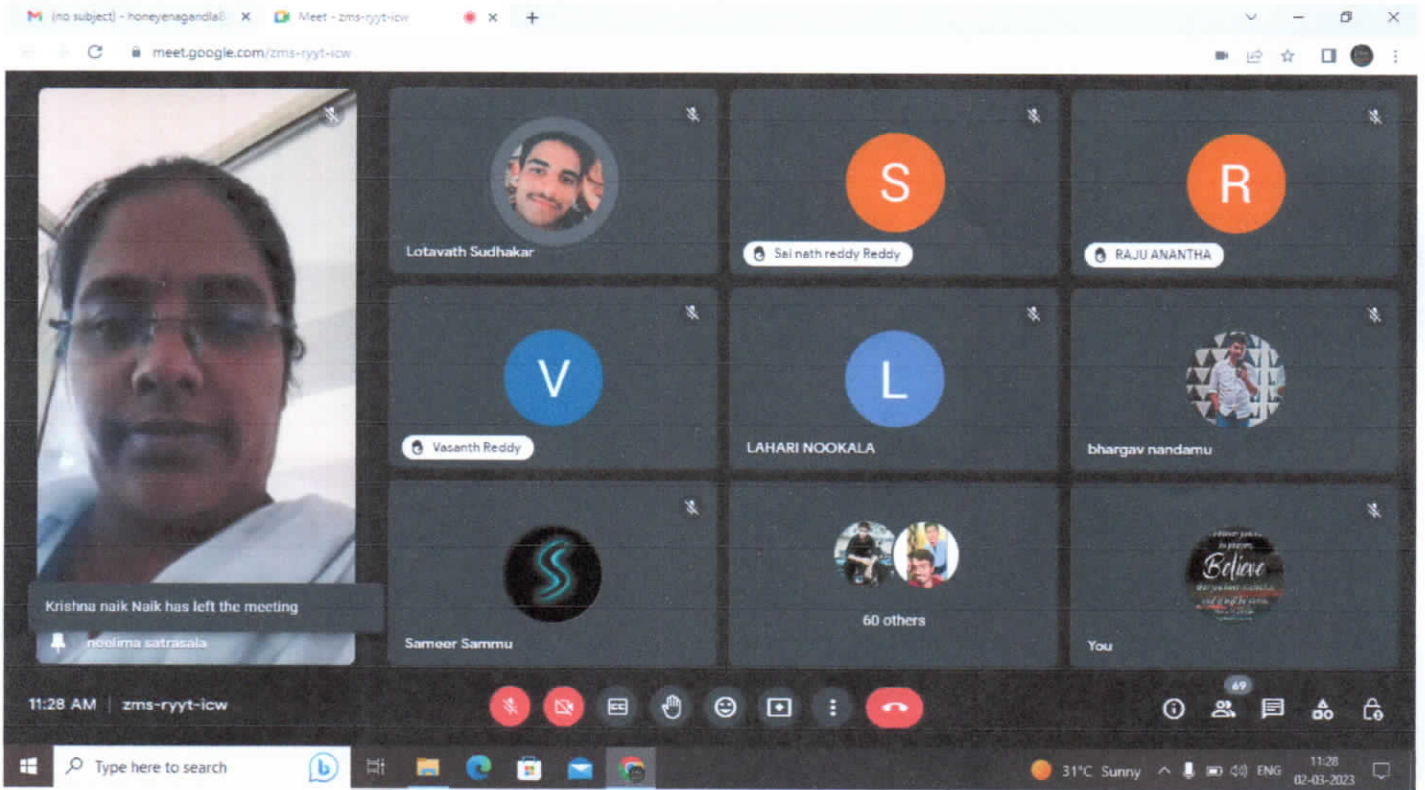 (no subject) - honeyenagandla8
Meet - zms-ryyt-icw
meet.google.com/zms-ryyt-icw
Lotavath Sudhakar
S
Sai nath reddy Reddy
R
RAJU ANANTHA
V
Vasanth Reddy
L
LAHARI NOOKALA
bhargav nandamu
Krishna naik Naik has left the meeting
neelima satrasala
Sameer Sammu
60 others
Believe
You
11:28 AM | zms-ryyt-icw
CC
69
Type here to search
31°C Sunny
ENG
11:28
02-03-2023